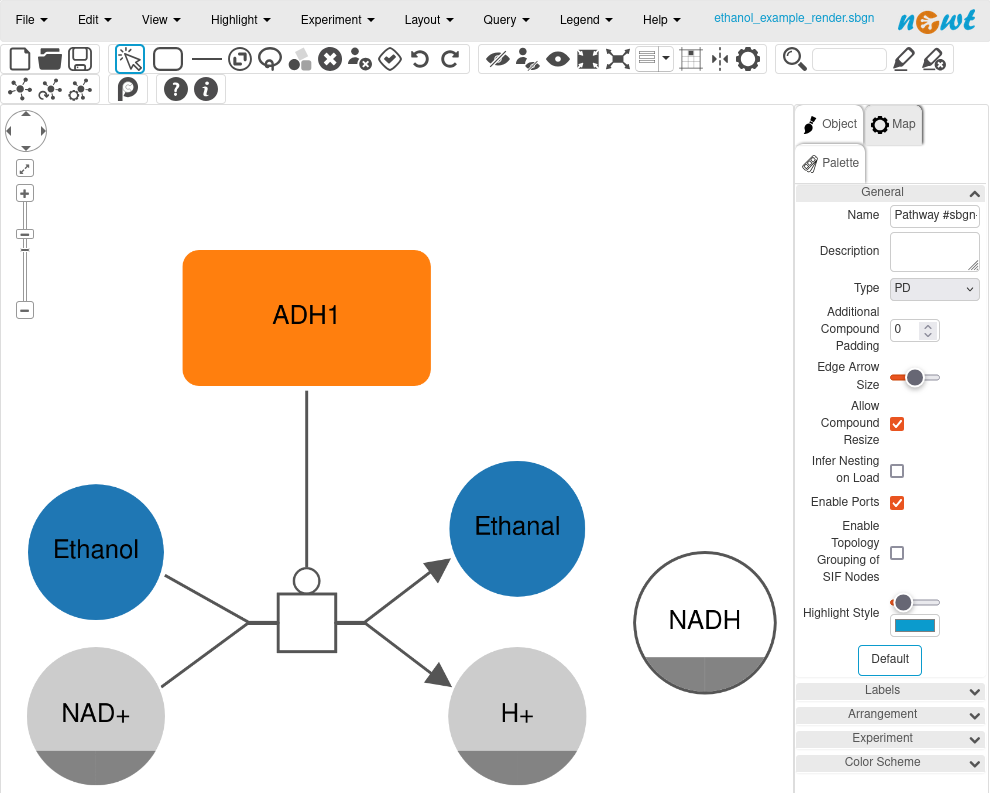 File Edit View Highlight Experiment Layout Query Legend Help ethanol_example_render.sbgn newt
Object Map
Palette
General
Name Pathway #sbgn-
Description
Type PD
Additional
Compound
Padding
0
Edge Arrow
Size
Allow
Compound
Resize
Infer Nesting
on Load
Enable Ports
Enable
Topology
Grouping of
SIF Nodes
Highlight Style
Default
Labels
Arrangement
Experiment
Color Scheme
ADH1
Ethanol
Ethanal
NADH
NAD+
H+